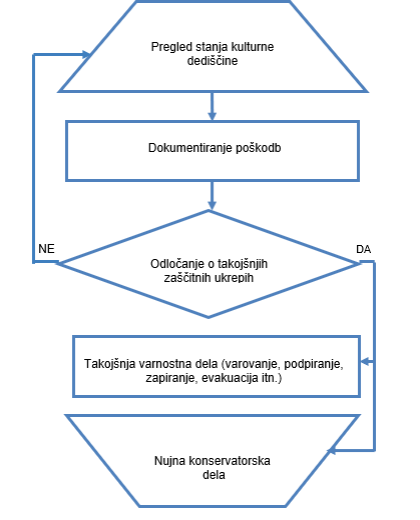 Pregled stanja kulturne
dediščine
Dokumentiranje poškodb
NE
DA
Odločanje o takojšnjih
zaščitnih ukrepih
Takojšnja varnostna dela (varovanje, podpiranje,
zapiranje, evakuacija itn.)
Nujna konservatorska
dela